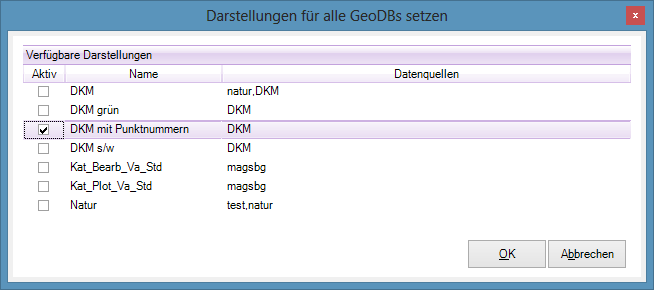 Darstellungen für alle GeoDBs setzen
x
Verfügbare Darstellungen
Aktiv Name Datenquellen
DKM natur,DKM
DKM grün DKM
DKM mit Punktnummern DKM
DKM s/w DKM
Kat_Bearb_Va_Std magsbg
Kat_Plot_Va_Std magsbg
Natur test,natur
OK Abbrechen